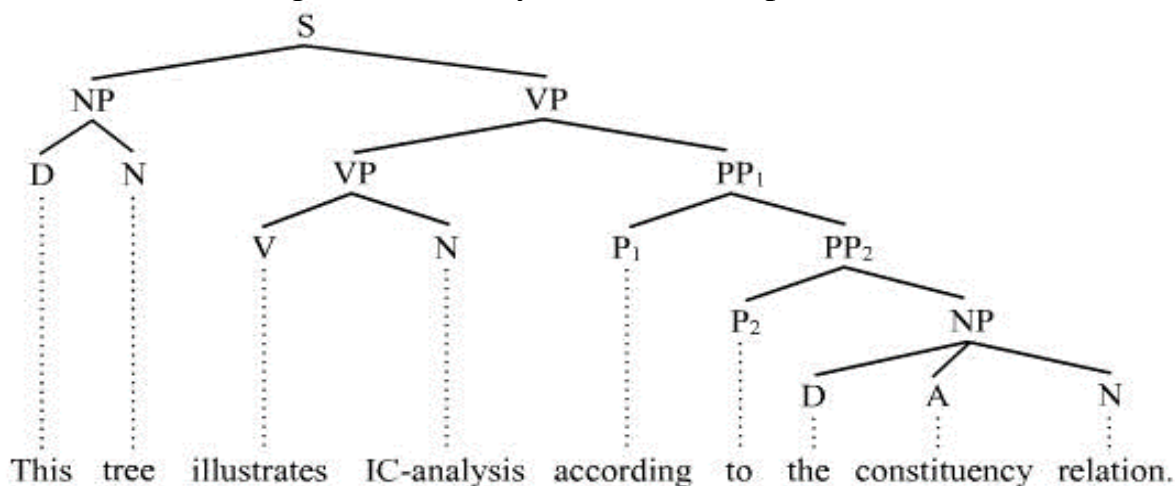 S
NP VP
D N VP PP₁
V N P₁ PP₂
P₂ NP
D A N
This tree illustrates IC-analysis according to the constituency relation.